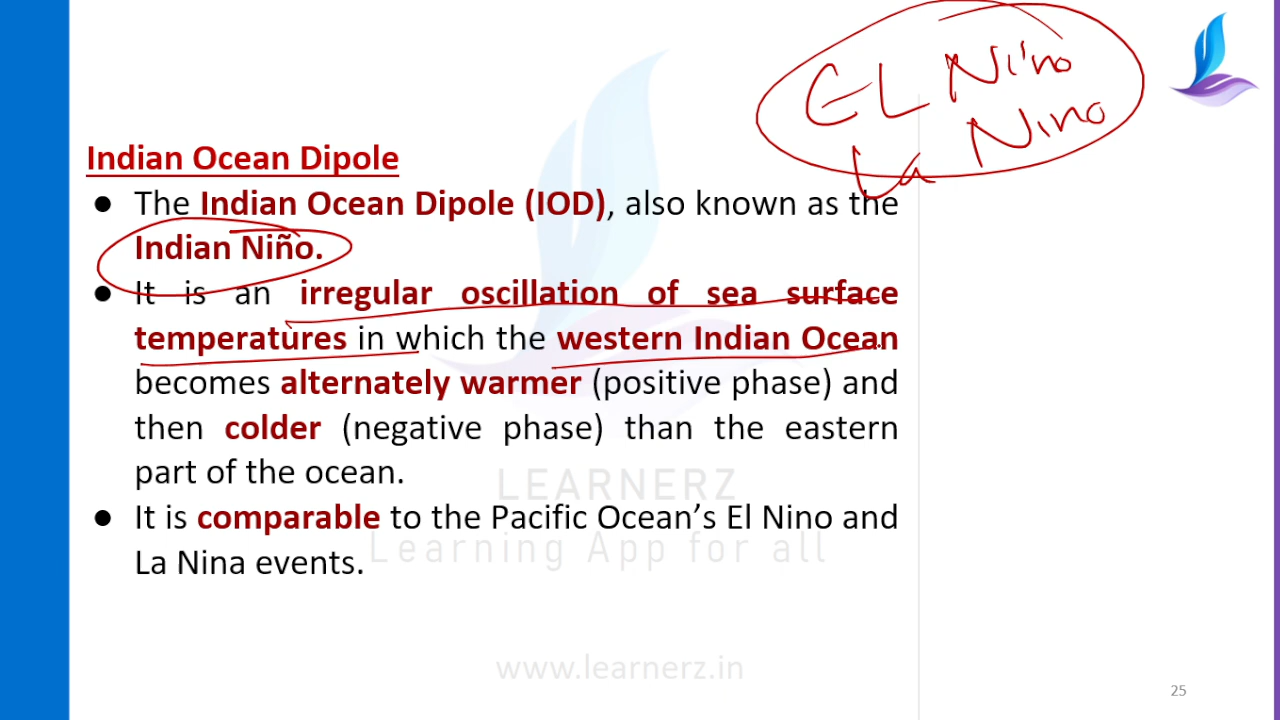 EL Nino
La Nino
Indian Ocean Dipole
● The Indian Ocean Dipole (IOD), also known as the
Indian Niño.
● It is an irregular oscillation of sea surface
temperatures in which the western Indian Ocean
becomes alternately warmer (positive phase) and
then colder (negative phase) than the eastern
part of the ocean.
LEARNERZ
● It is comparable to the Pacific Ocean’s El Nino and
Learning App for all
La Nina events.
www.learnerz.in
25